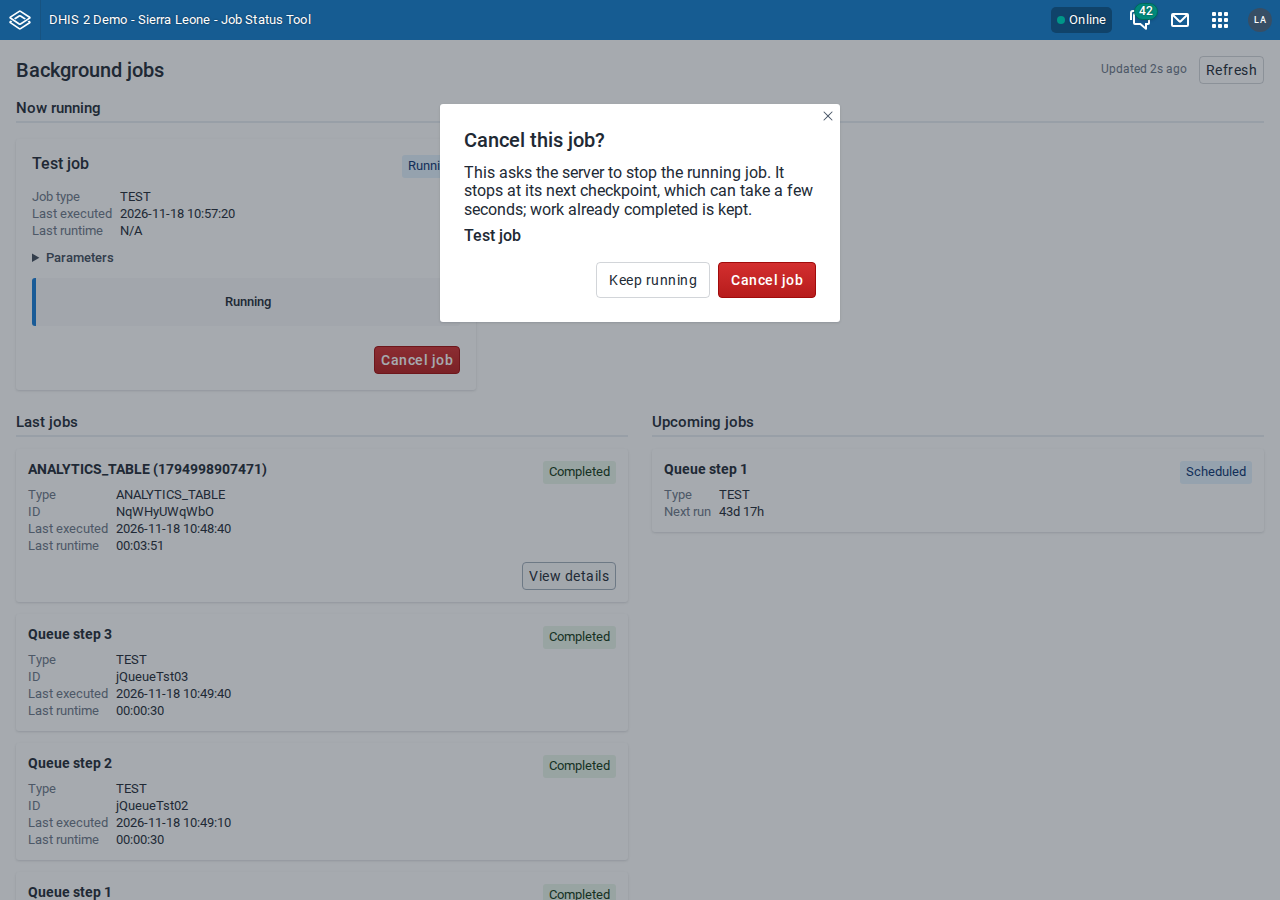 DHIS 2 Demo - Sierra Leone - Job Status Tool
Online
42
LA
Background jobs
Updated 2s ago
Refresh
Now running
Test job
Job type TEST
Last executed 2026-11-18 10:57:20
Last runtime N/A
Parameters
Running
Cancel job
Cancel this job?
This asks the server to stop the running job. It
stops at its next checkpoint, which can take a few
seconds; work already completed is kept.
Test job
Keep running
Cancel job
Last jobs
ANALYTICS_TABLE (1794998907471)
Completed
Type ANALYTICS_TABLE
ID NqWHyUWqWbO
Last executed 2026-11-18 10:48:40
Last runtime 00:03:51
View details
Queue step 3
Completed
Type TEST
ID jQueueTst03
Last executed 2026-11-18 10:49:40
Last runtime 00:00:30
Queue step 2
Completed
Type TEST
ID jQueueTst02
Last executed 2026-11-18 10:49:10
Last runtime 00:00:30
Queue step 1
Completed
Upcoming jobs
Queue step 1
Scheduled
Type TEST
Next run 43d 17h